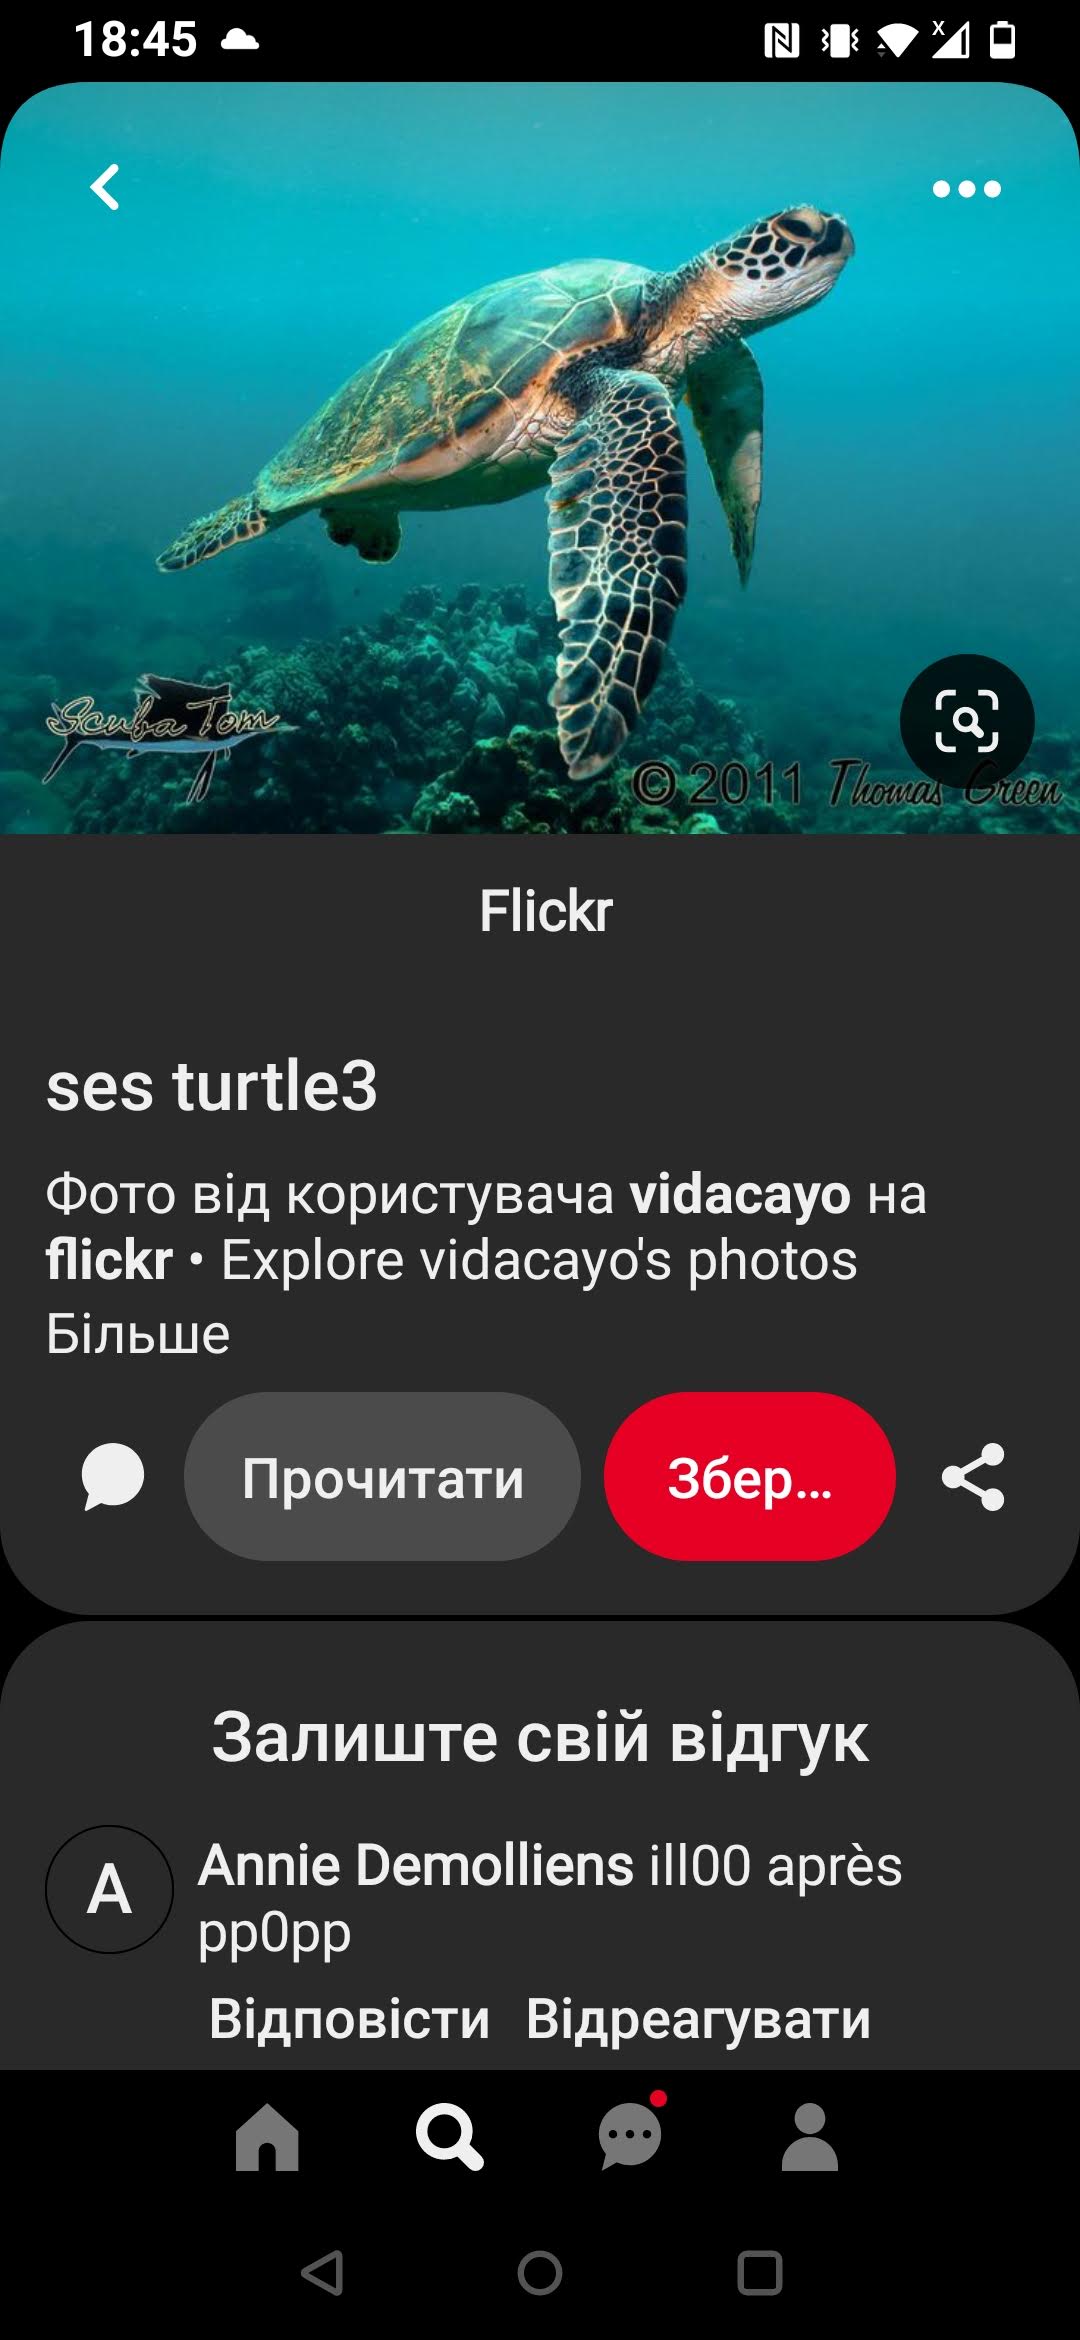 18:45
Scuba Tom
© 2011 Thomas Green
Flickr
ses turtle3
Фото від користувача vidacayo на
flickr • Explore vidacayo's photos
Більше
Прочитати
Збер...
Залиште свій відгук
A
Annie Demolliens ill00 après
pp0pp
Відповісти Відреагувати